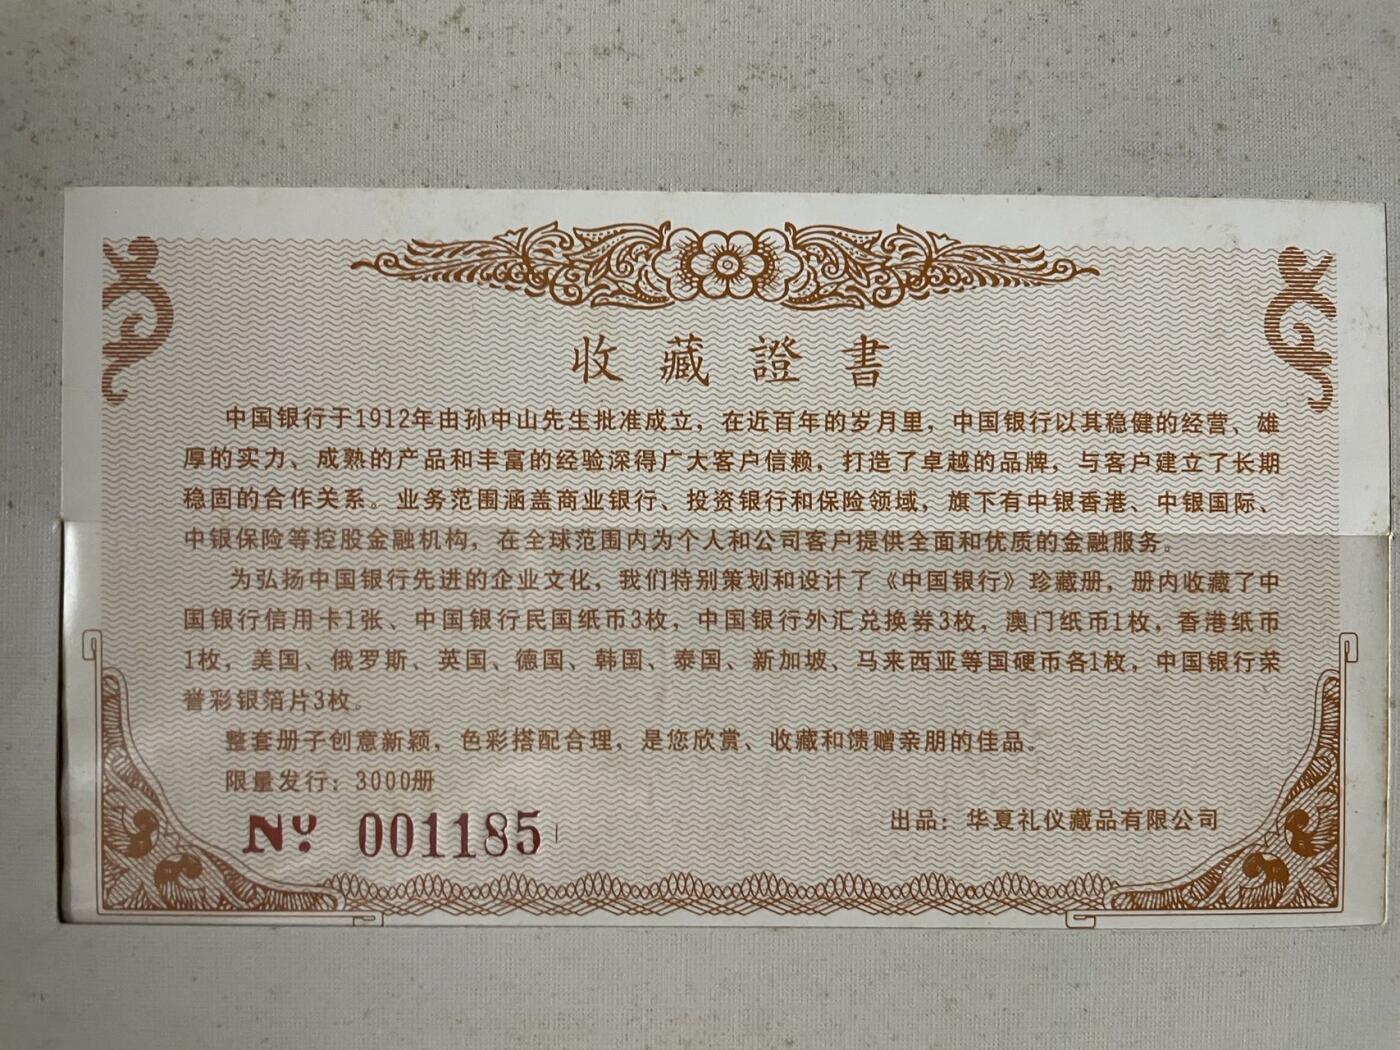 收藏證書
中国银行于1912年由孙中山先生批准成立，在近百年的岁月里，中国银行以其稳健的经营、雄
厚的实力、成熟的产品和丰富的经验深得广大客户信赖，打造了卓越的品牌，与客户建立了长期
稳固的合作关系。业务范围涵盖商业银行、投资银行和保险领域，旗下有中银香港、中银国际、
中银保险等控股金融机构，在全球范围内为个人和公司客户提供全面和优质的金融服务。
为弘扬中国银行先进的企业文化，我们特别策划和设计了《中国银行》珍藏册，册内收藏了中
国银行信用卡1张、中国银行民国纸币3枚，中国银行外汇兑换券3枚，澳门纸币1枚，香港纸币
1枚，美国、俄罗斯、英国、德国、韩国、泰国、新加坡、马来西亚等国硬币各1枚，中国银行荣
誉彩银箔片3枚。
整套册子创意新颖，色彩搭配合理，是您欣赏、收藏和馈赠亲朋的佳品。
限量发行：3000册
出品：华夏礼仪藏品有限公司
Nº 001185